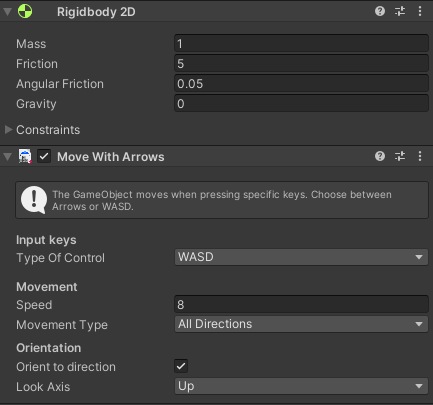 Rigidbody 2D
Mass 1
Friction 5
Angular Friction 0.05
Gravity 0
Constraints
Move With Arrows
The GameObject moves when pressing specific keys. Choose between
Arrows or WASD.
Input keys
Type Of Control WASD
Movement
Speed 8
Movement Type All Directions
Orientation
Orient to direction
Look Axis Up